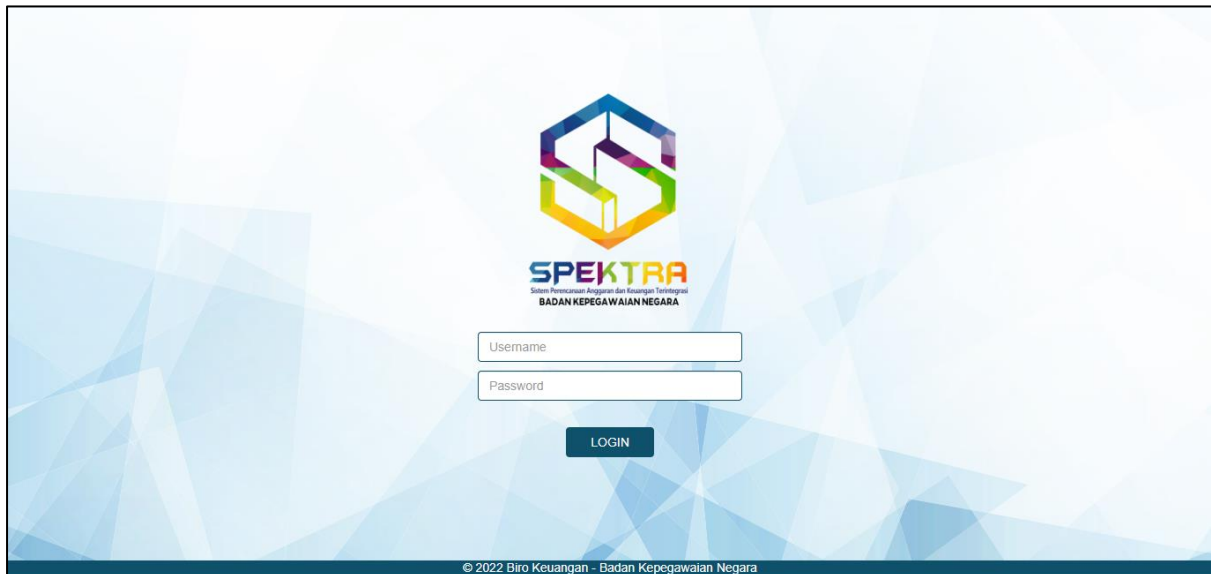 SPEKTRA
Sistem Perencanaan Anggaran dan Keuangan Terintegrasi
BADAN KEPEGAWAIAN NEGARA
Username
Password
LOGIN
© 2022 Biro Keuangan - Badan Kepegawaian Negara